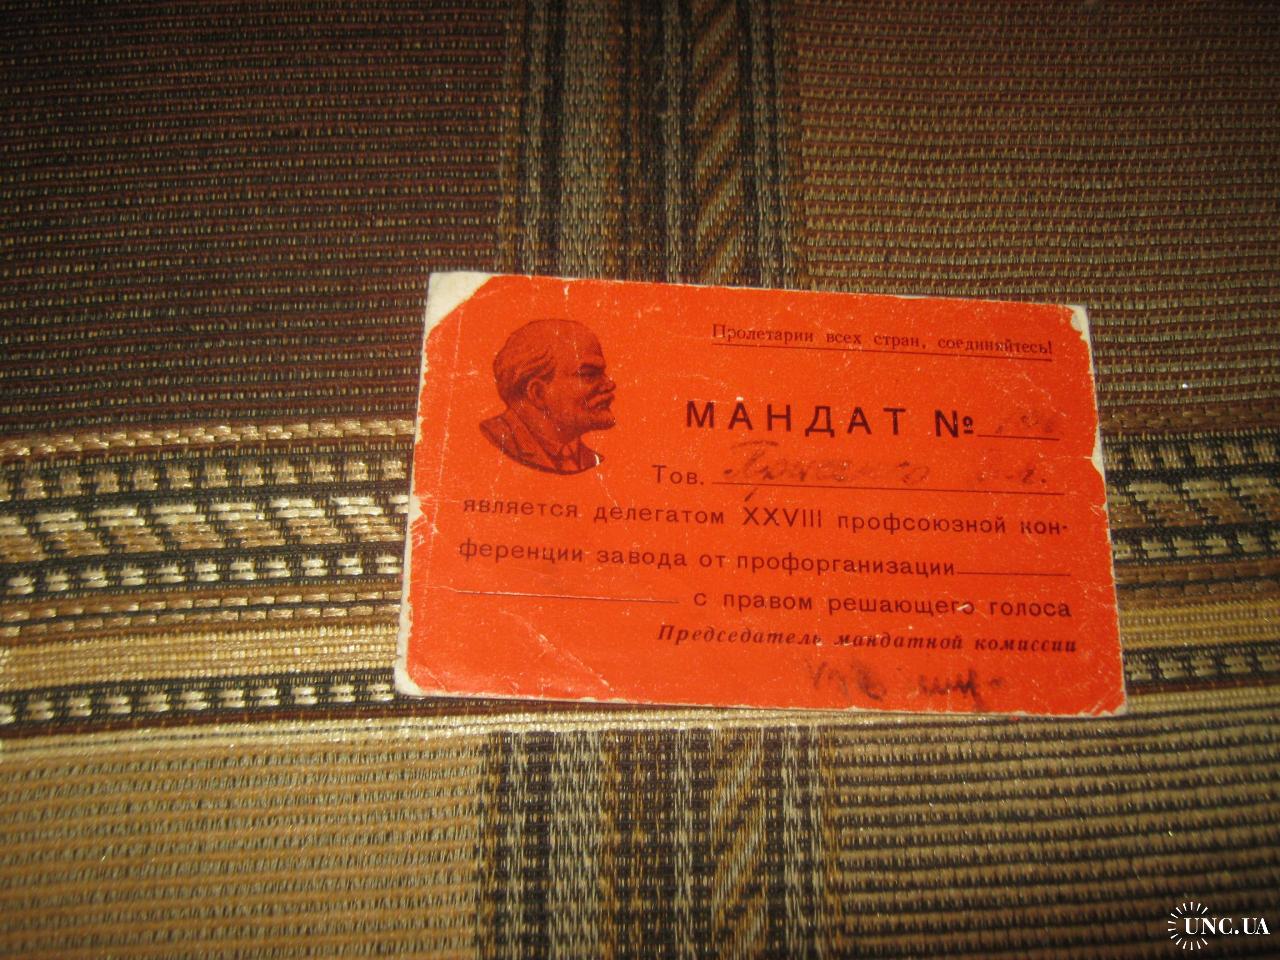 Пролетарии всех стран, соединяйтесь!
МАНДАТ №
Тов.
является делегатом XXVIII профсоюзной кон-
ференции завода от профорганизации
с правом решающего голоса
Председатель мандатной комиссии
UNC.UA